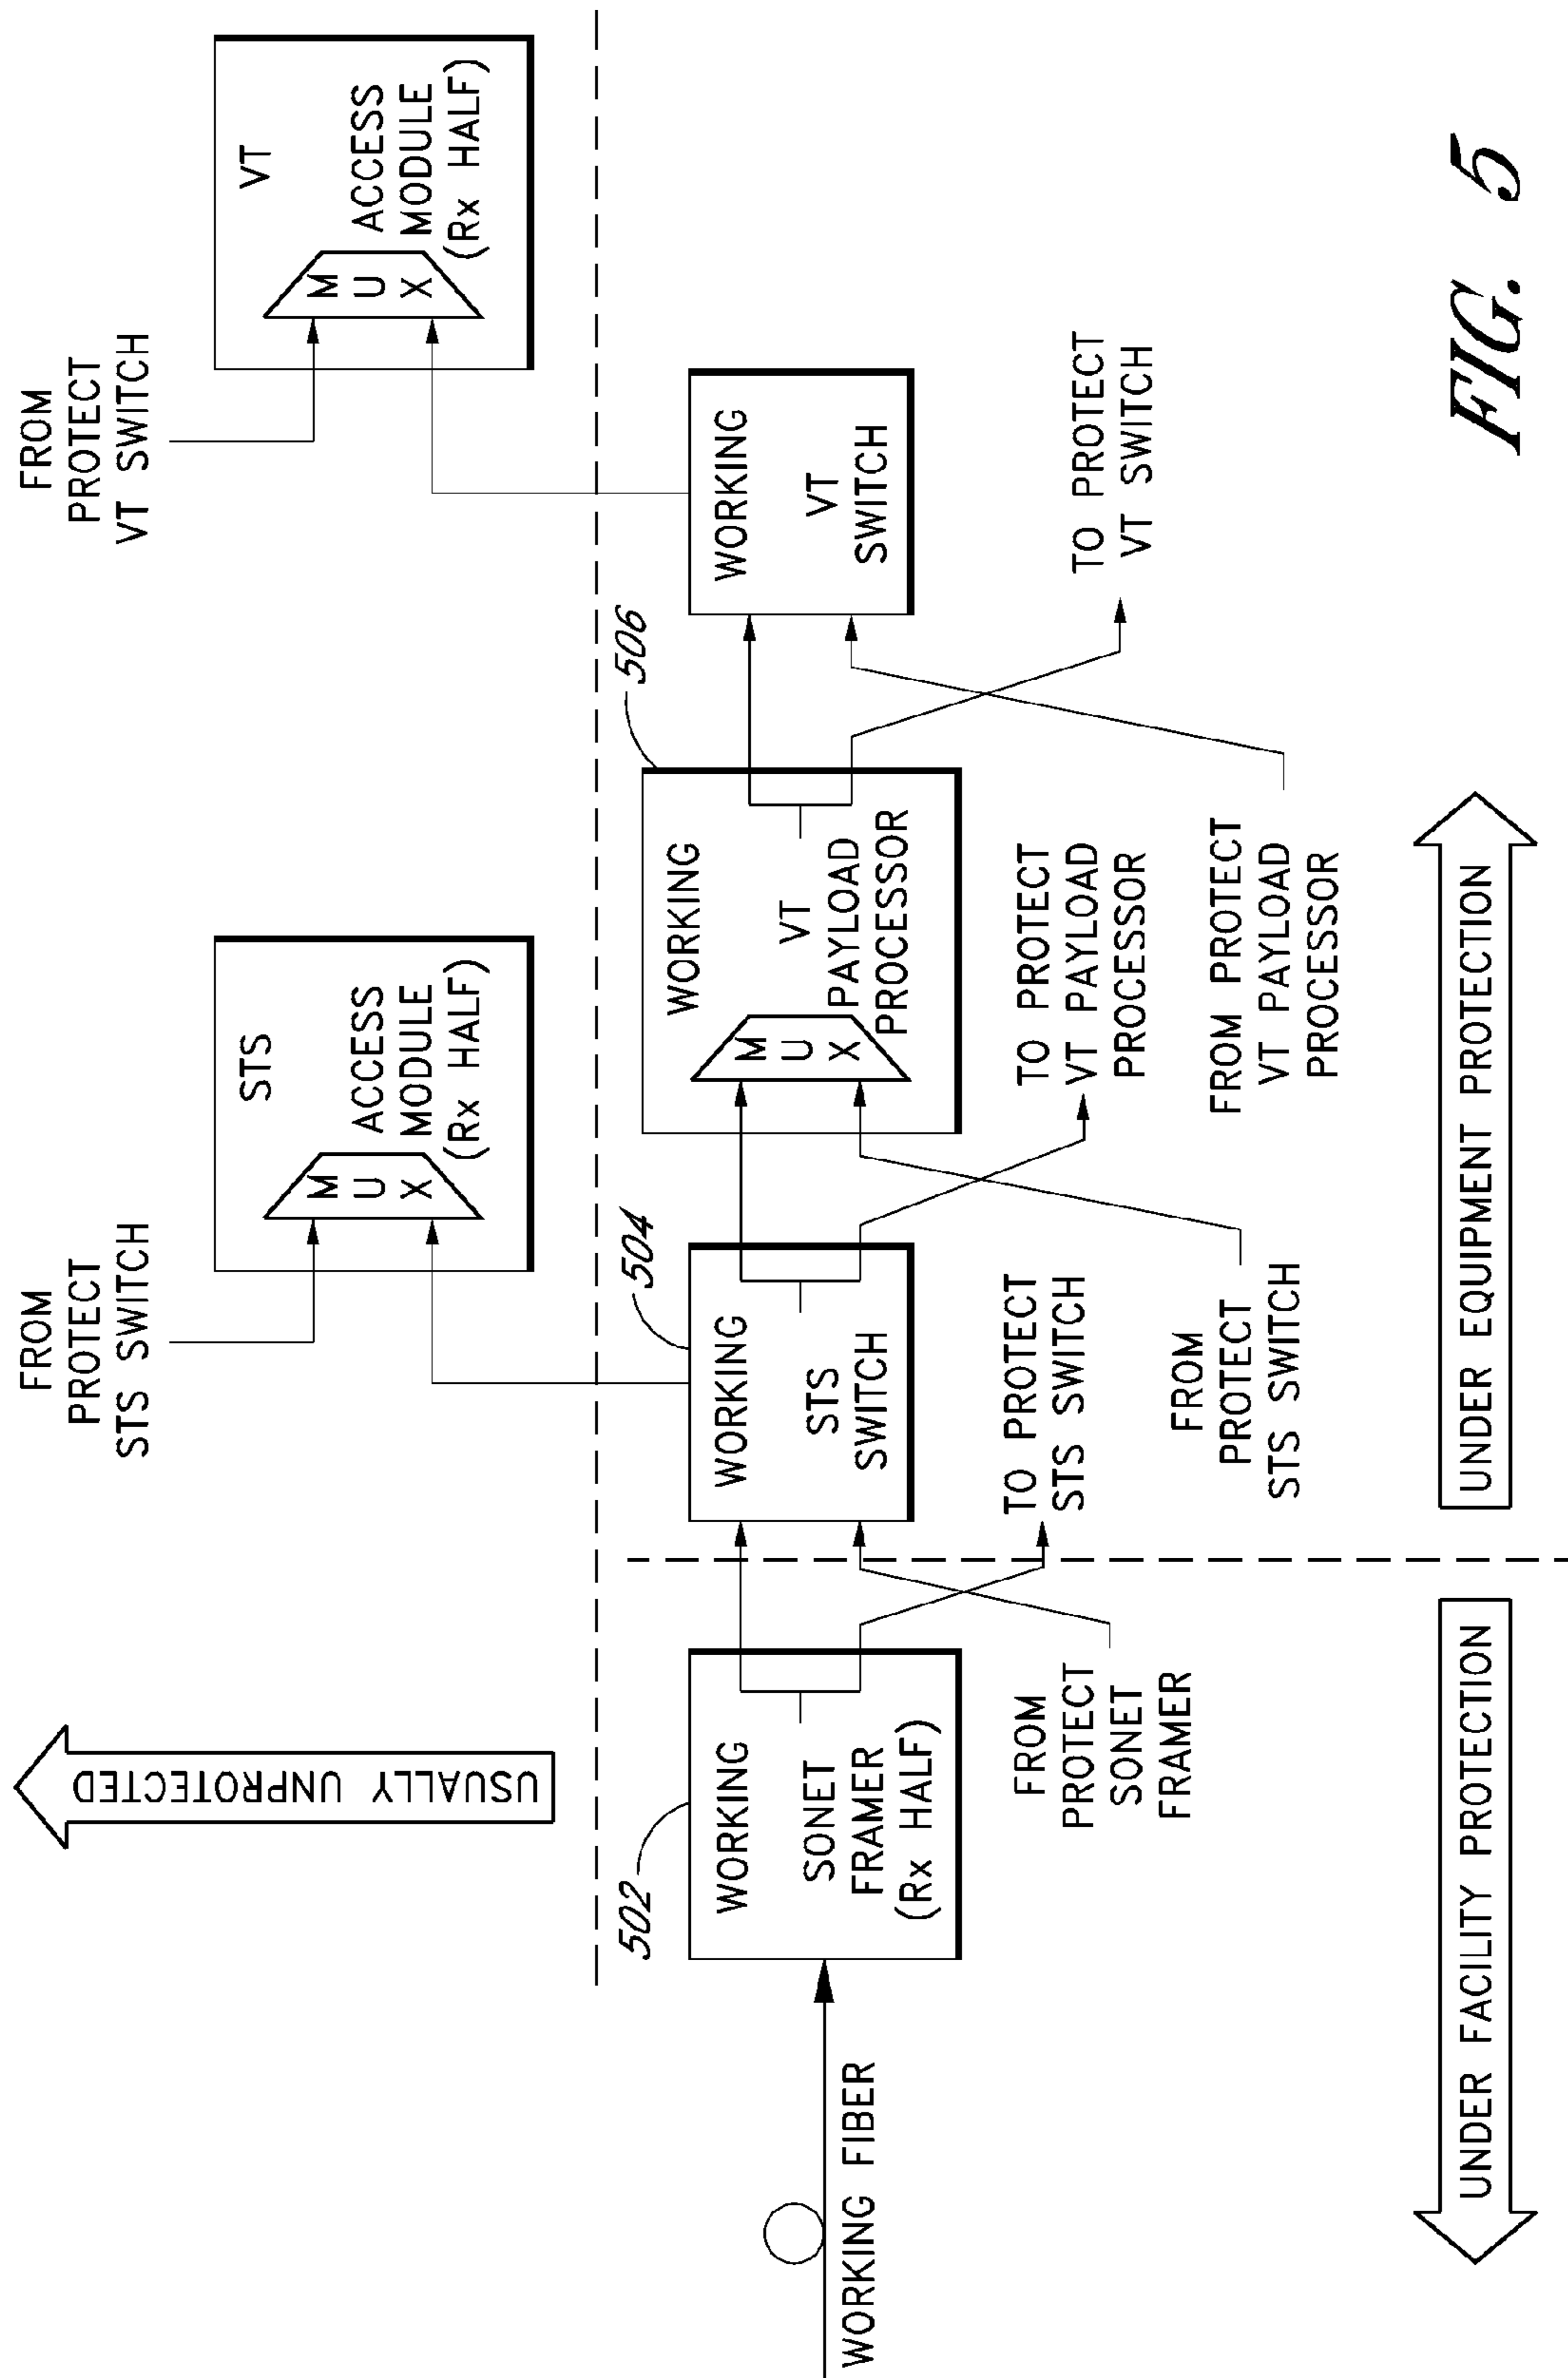 FROM
PROTECT
STS SWITCH
FROM
PROTECT
VT SWITCH
USUALLY UNPROTECTED
STS
MUX
ACCESS
MODULE
(Rx HALF)
VT
MUX
ACCESS
MODULE
(Rx HALF)
502
504
506
WORKING FIBER
WORKING
SONET
FRAMER
(Rx HALF)
WORKING
STS
SWITCH
WORKING
MUX
VT
PAYLOAD
PROCESSOR
WORKING
VT
SWITCH
FROM
PROTECT
SONET
FRAMER
TO PROTECT
STS SWITCH
FROM
PROTECT
STS SWITCH
TO PROTECT
VT PAYLOAD
PROCESSOR
FROM PROTECT
VT PAYLOAD
PROCESSOR
TO PROTECT
VT SWITCH
UNDER FACILITY PROTECTION
UNDER EQUIPMENT PROTECTION
FIG. 5